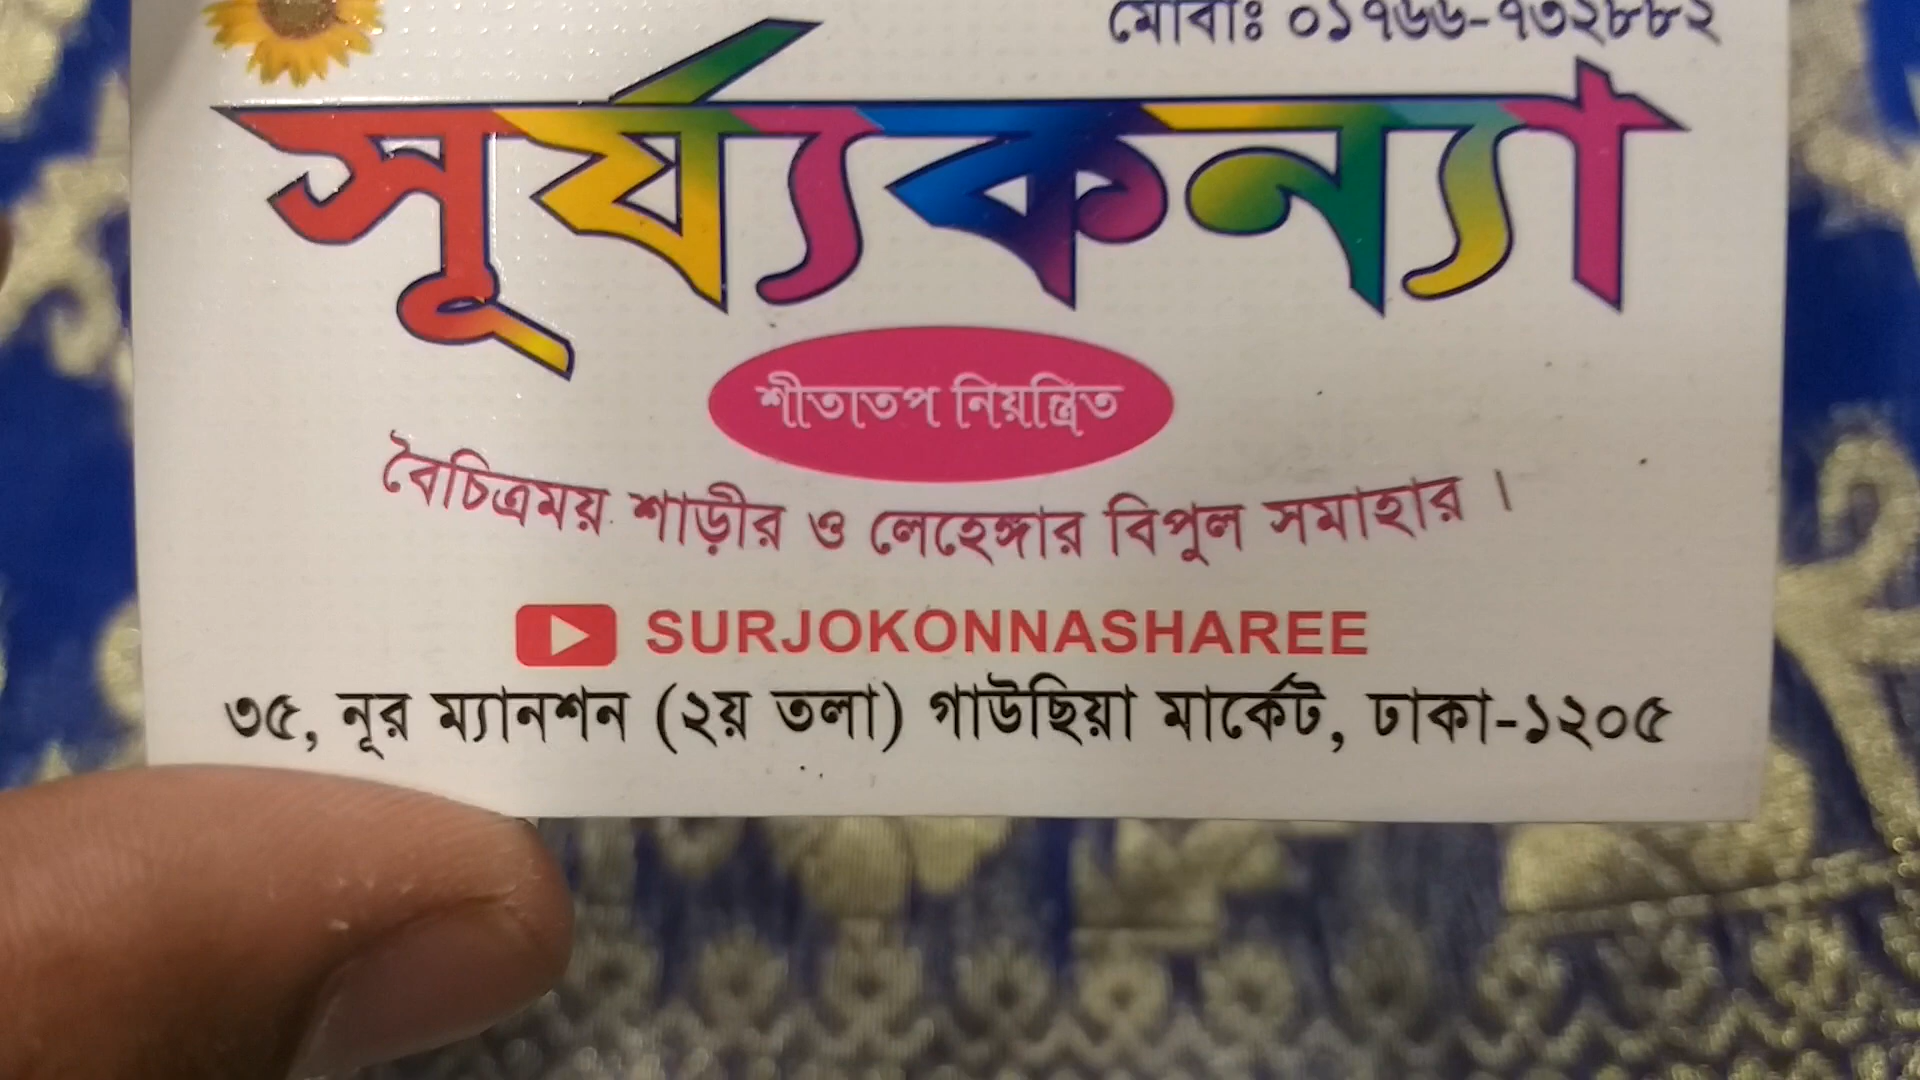 মোবাঃ ০১৭৬৬-৭৩২৮৮২
সূর্য্যকন্যা
শীতাতপ নিয়ন্ত্রিত
বৈচিত্রময় শাড়ীর ও লেহেঙ্গার বিপুল সমাহার ।
SURJOKONNASHAREE
৩৫, নূর ম্যানশন (২য় তলা) গাউছিয়া মার্কেট, ঢাকা-১২০৫